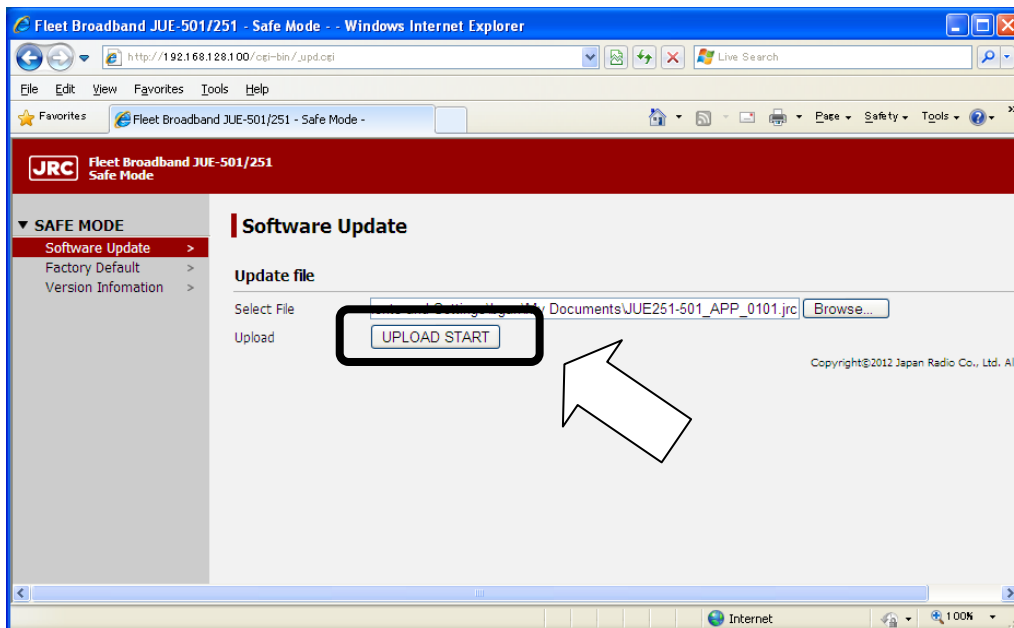 Fleet Broadband JUE-501/251 - Safe Mode - - Windows Internet Explorer
http://192.168.128.100/cgi-bin/_upd.cgi
Live Search
File Edit View Favorites Tools Help
Favorites
Fleet Broadband JUE-501/251 - Safe Mode -
Page Safety Tools
JRC
Fleet Broadband JUE-501/251
Safe Mode
▼ SAFE MODE
Software Update >
Factory Default >
Version Infomation >
Software Update
Update file
Select File
My Documents\JUE251-501_APP_0101.jrc Browse...
Upload UPLOAD START
Copyright©2012 Japan Radio Co., Ltd. Al
Internet
100%